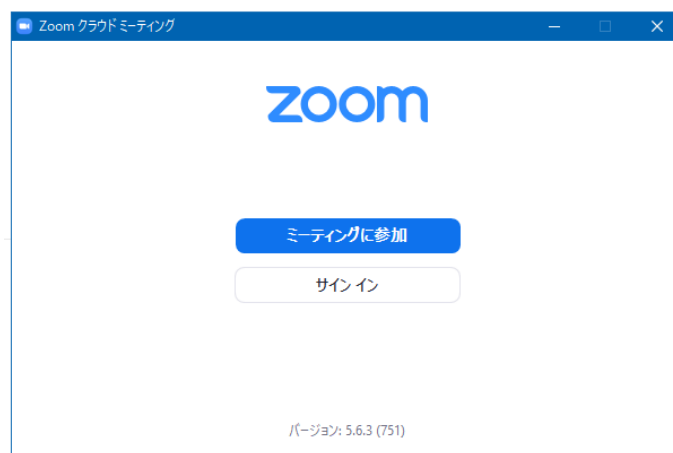 Zoom クラウド ミーティング
zoom
ミーティングに参加
サイン イン
バージョン: 5.6.3 (751)